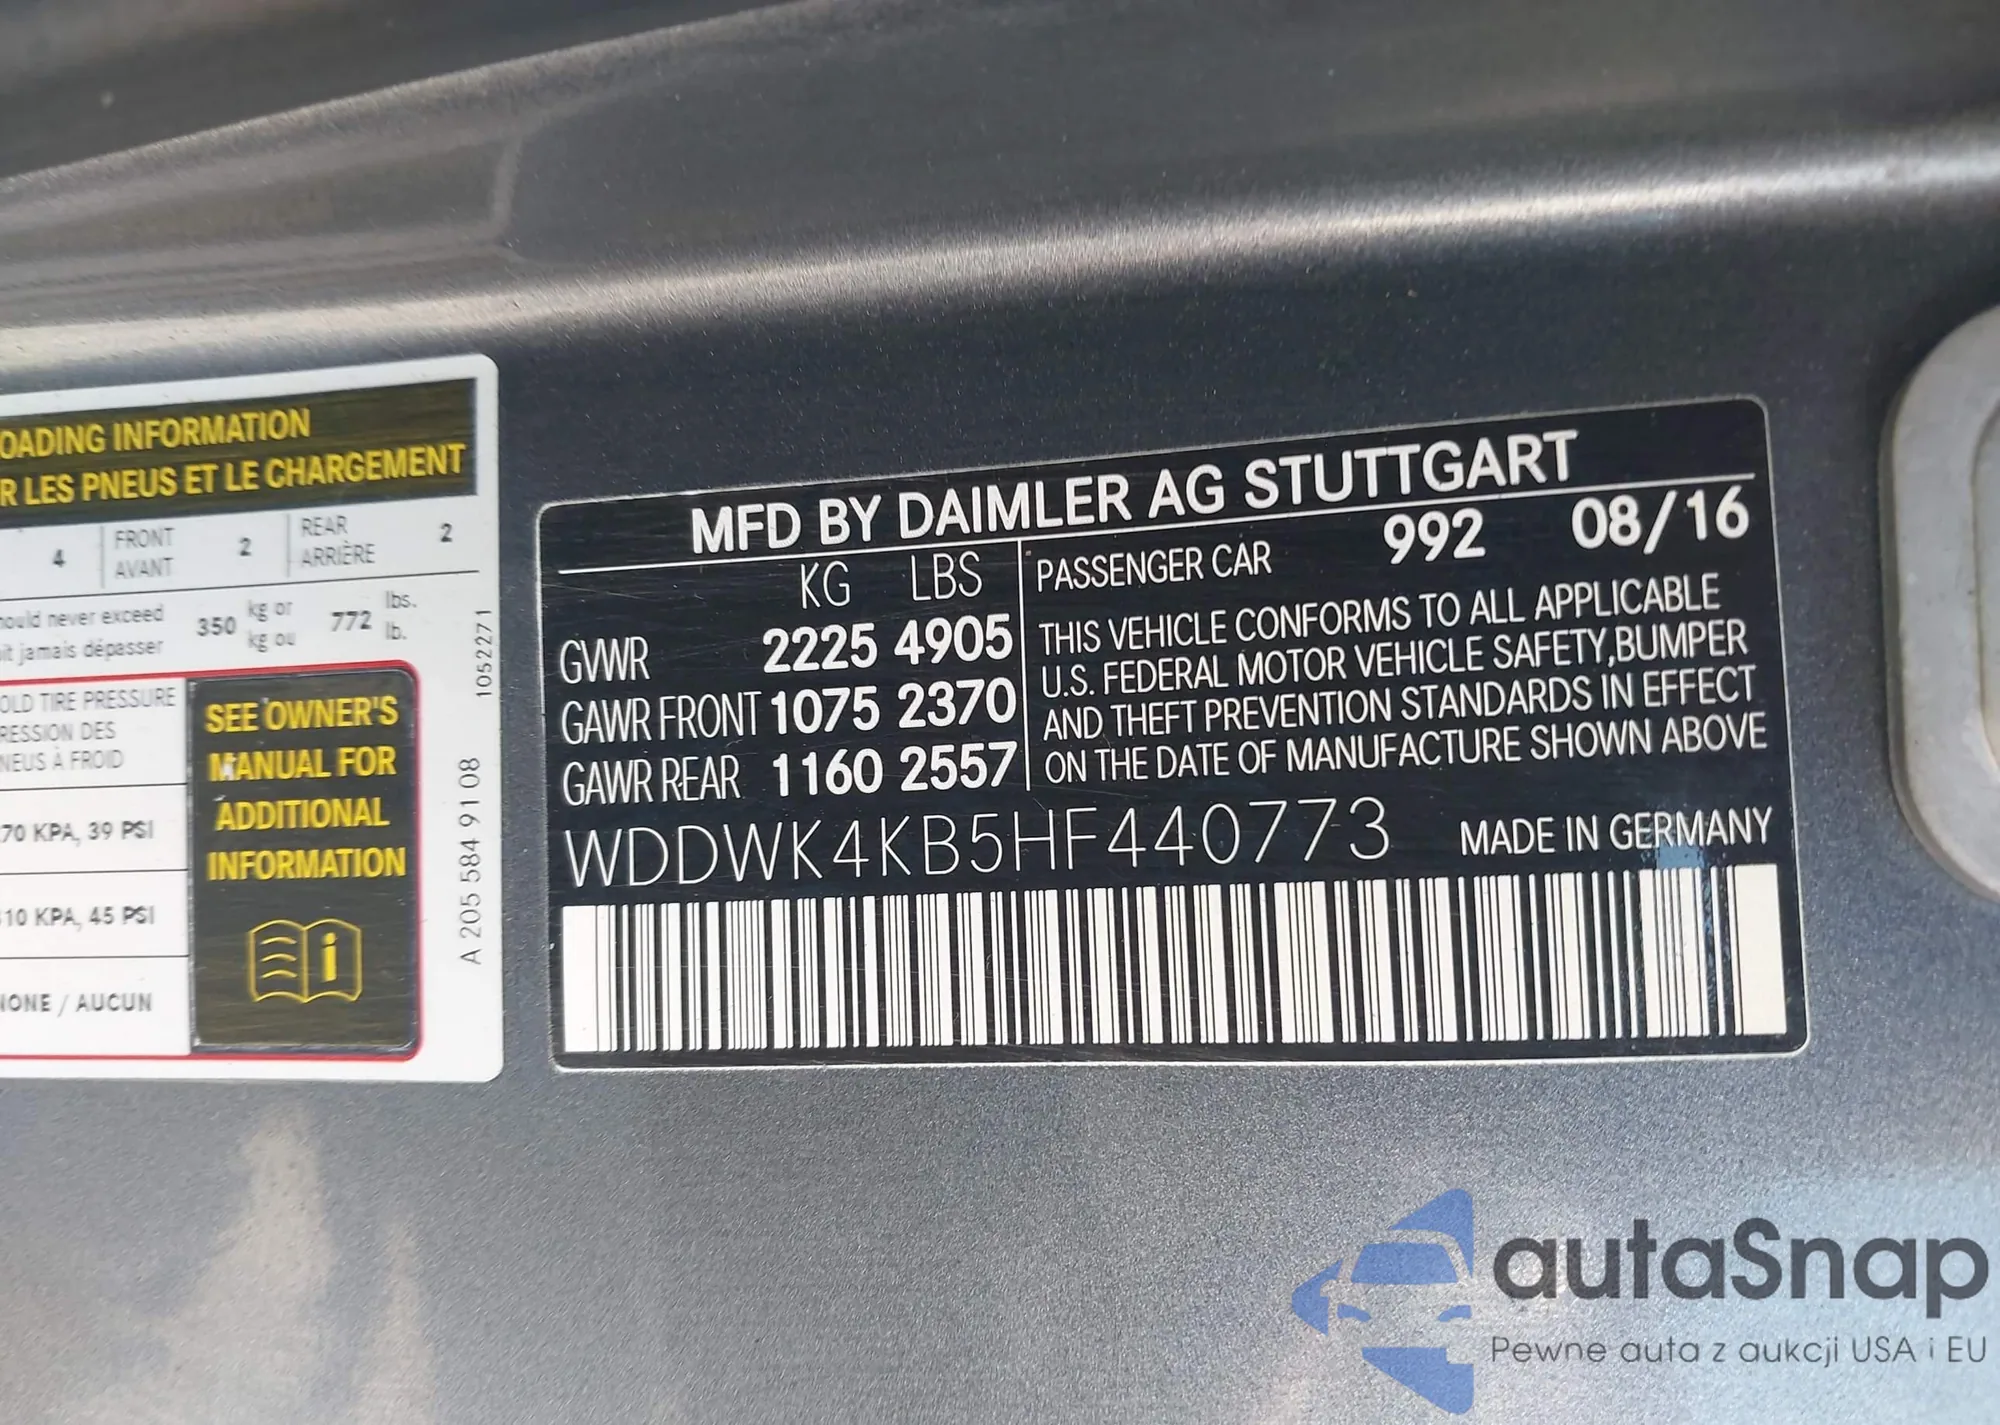 OADING INFORMATION
R LES PNEUS ET LE CHARGEMENT
4 FRONT AVANT 2 REAR ARRIÈRE 2
ould never exceed 350 kg or 772 lbs.
it jamais dépasser kg ou lb.
OLD TIRE PRESSURE
RESSION DES
NEUS À FROID
70 KPA, 39 PSI
10 KPA, 45 PSI
NONE / AUCUN
SEE OWNER'S
MANUAL FOR
ADDITIONAL
INFORMATION
A 205 584 91 08 1052271
MFD BY DAIMLER AG STUTTGART
KG LBS PASSENGER CAR 992 08/16
GVWR 2225 4905
GAWR FRONT 1075 2370
GAWR REAR 1160 2557
THIS VEHICLE CONFORMS TO ALL APPLICABLE
U.S. FEDERAL MOTOR VEHICLE SAFETY,BUMPER
AND THEFT PREVENTION STANDARDS IN EFFECT
ON THE DATE OF MANUFACTURE SHOWN ABOVE
WDDWK4KB5HF440773 MADE IN GERMANY
autaSnap
Pewne auta z aukcji USA i EU